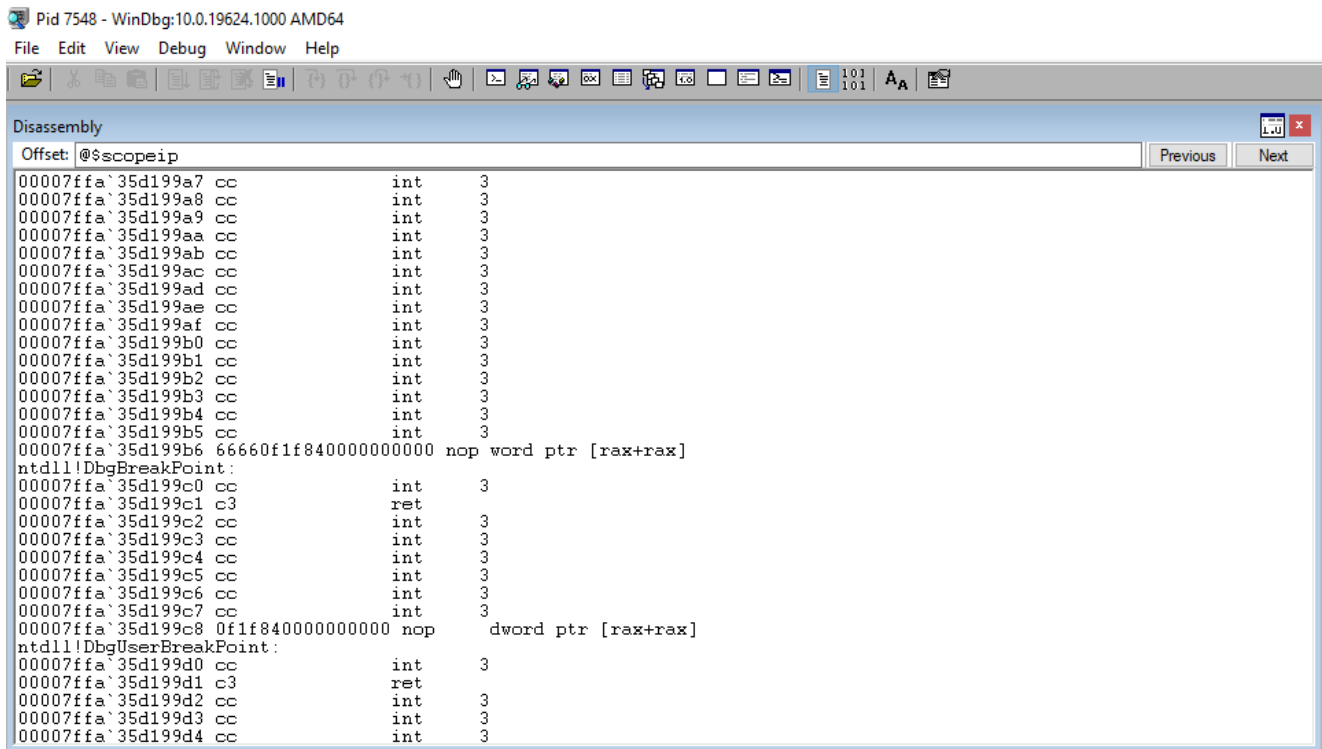 Pid 7548 - WinDbg:10.0.19624.1000 AMD64
File Edit View Debug Window Help
Disassembly
Offset: @$scopeip Previous Next
00007ffa`35d199a7 cc int 3
00007ffa`35d199a8 cc int 3
00007ffa`35d199a9 cc int 3
00007ffa`35d199aa cc int 3
00007ffa`35d199ab cc int 3
00007ffa`35d199ac cc int 3
00007ffa`35d199ad cc int 3
00007ffa`35d199ae cc int 3
00007ffa`35d199af cc int 3
00007ffa`35d199b0 cc int 3
00007ffa`35d199b1 cc int 3
00007ffa`35d199b2 cc int 3
00007ffa`35d199b3 cc int 3
00007ffa`35d199b4 cc int 3
00007ffa`35d199b5 cc int 3
00007ffa`35d199b6 66660f1f840000000000 nop word ptr [rax+rax]
ntdll!DbgBreakPoint:
00007ffa`35d199c0 cc int 3
00007ffa`35d199c1 c3 ret
00007ffa`35d199c2 cc int 3
00007ffa`35d199c3 cc int 3
00007ffa`35d199c4 cc int 3
00007ffa`35d199c5 cc int 3
00007ffa`35d199c6 cc int 3
00007ffa`35d199c7 cc int 3
00007ffa`35d199c8 0f1f840000000000 nop dword ptr [rax+rax]
ntdll!DbgUserBreakPoint:
00007ffa`35d199d0 cc int 3
00007ffa`35d199d1 c3 ret
00007ffa`35d199d2 cc int 3
00007ffa`35d199d3 cc int 3
00007ffa`35d199d4 cc int 3